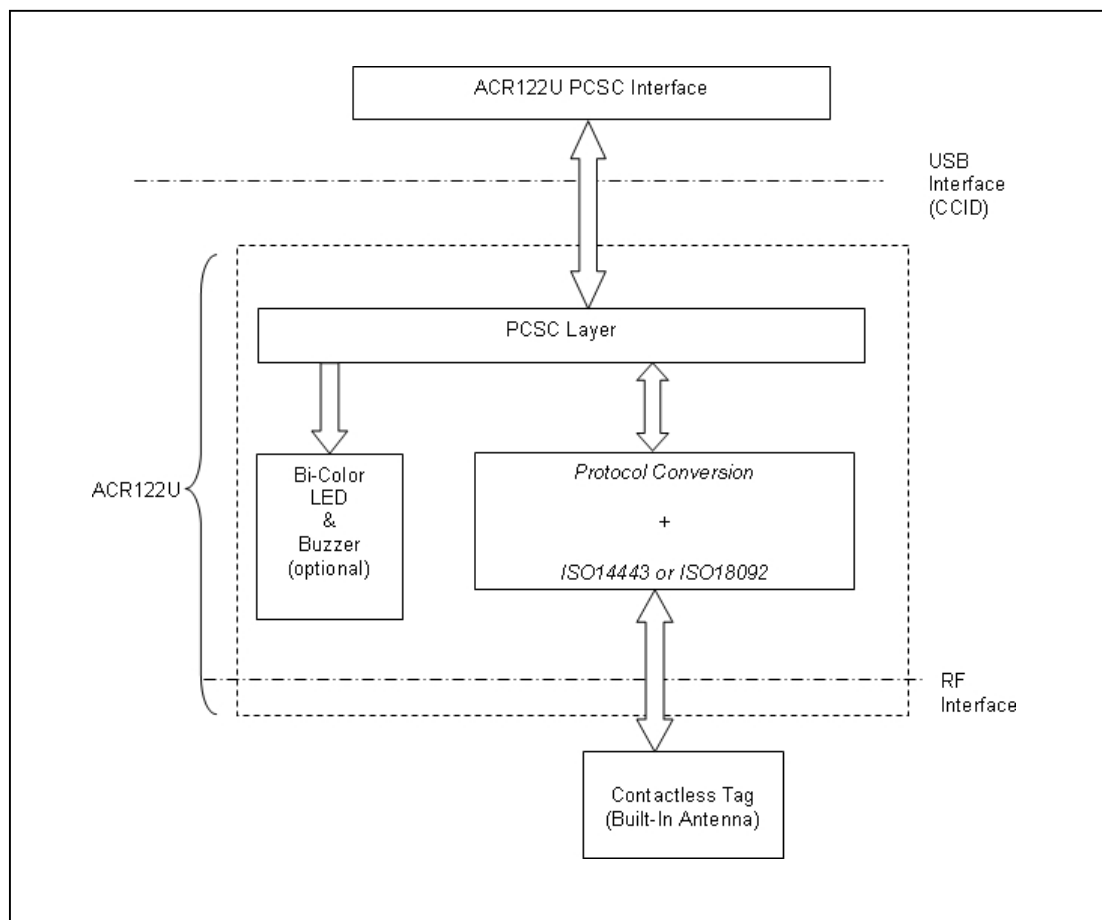 ACR122U PCSC Interface
USB
Interface
(CCID)
PCSC Layer
ACR122U
Bi-Color
LED
&
Buzzer
(optional)
Protocol Conversion
+
ISO14443 or ISO18092
RF
Interface
Contactless Tag
(Built-In Antenna)